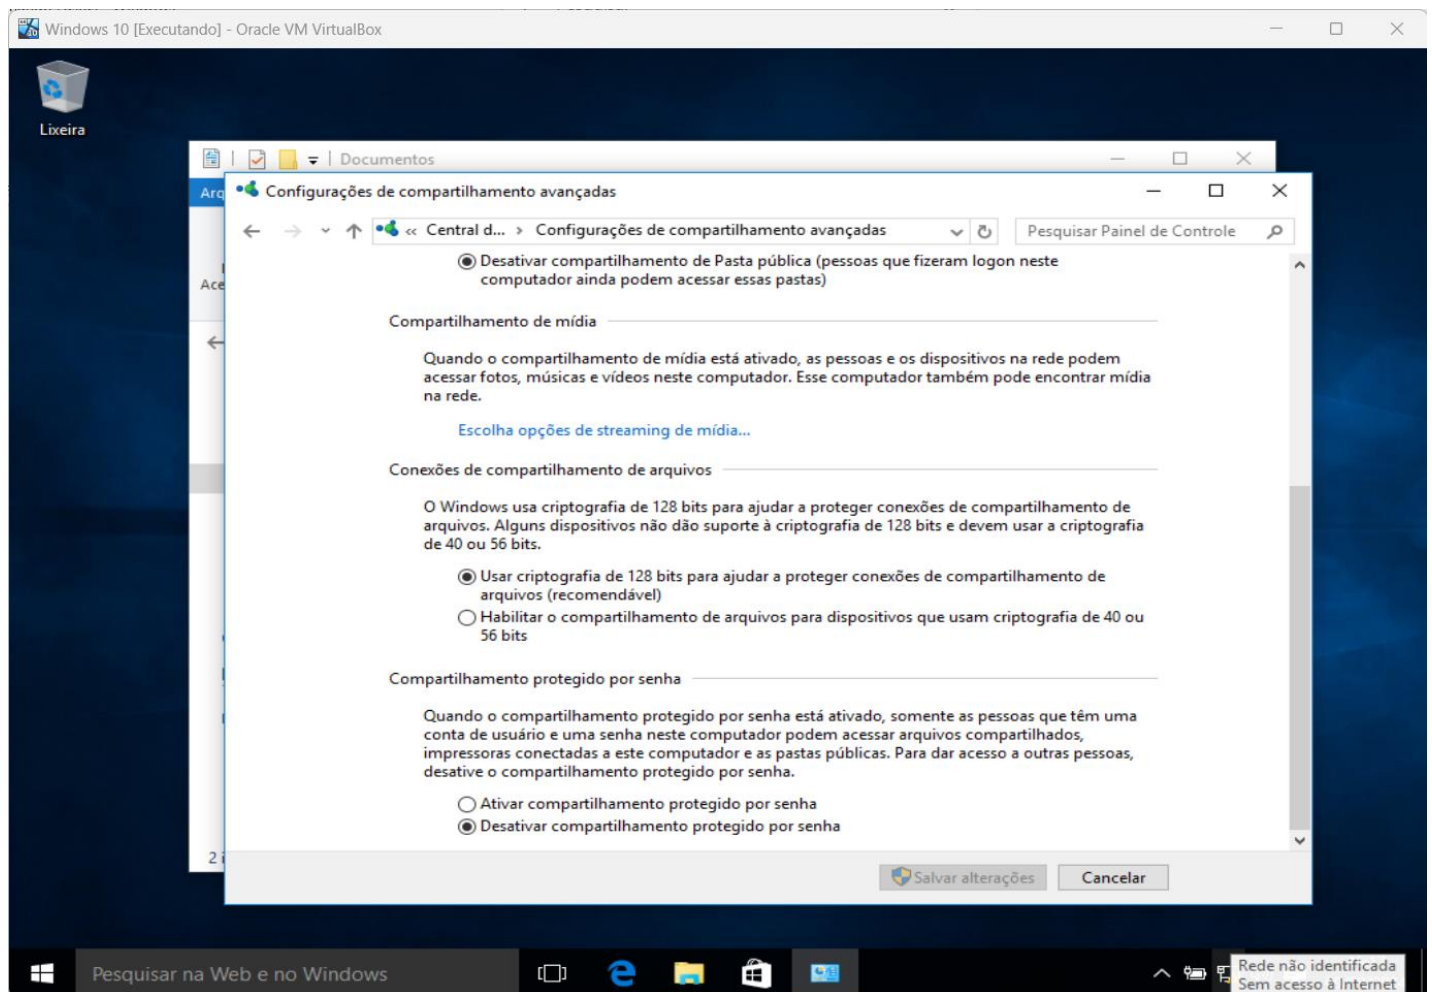 Windows 10 [Executando] - Oracle VM VirtualBox
Lixeira
Documentos
Arq
Configurações de compartilhamento avançadas
« Central d... › Configurações de compartilhamento avançadas
Pesquisar Painel de Controle
Ace
Desativar compartilhamento de Pasta pública (pessoas que fizeram logon neste
computador ainda podem acessar essas pastas)
Compartilhamento de mídia
Quando o compartilhamento de mídia está ativado, as pessoas e os dispositivos na rede podem
acessar fotos, músicas e vídeos neste computador. Esse computador também pode encontrar mídia
na rede.
Escolha opções de streaming de mídia...
Conexões de compartilhamento de arquivos
O Windows usa criptografia de 128 bits para ajudar a proteger conexões de compartilhamento de
arquivos. Alguns dispositivos não dão suporte à criptografia de 128 bits e devem usar a criptografia
de 40 ou 56 bits.
Usar criptografia de 128 bits para ajudar a proteger conexões de compartilhamento de
arquivos (recomendável)
Habilitar o compartilhamento de arquivos para dispositivos que usam criptografia de 40 ou
56 bits
Compartilhamento protegido por senha
Quando o compartilhamento protegido por senha está ativado, somente as pessoas que têm uma
conta de usuário e uma senha neste computador podem acessar arquivos compartilhados,
impressoras conectadas a este computador e as pastas públicas. Para dar acesso a outras pessoas,
desative o compartilhamento protegido por senha.
Ativar compartilhamento protegido por senha
Desativar compartilhamento protegido por senha
2 i
Salvar alterações
Cancelar
Pesquisar na Web e no Windows
Rede não identificada
Sem acesso à Internet